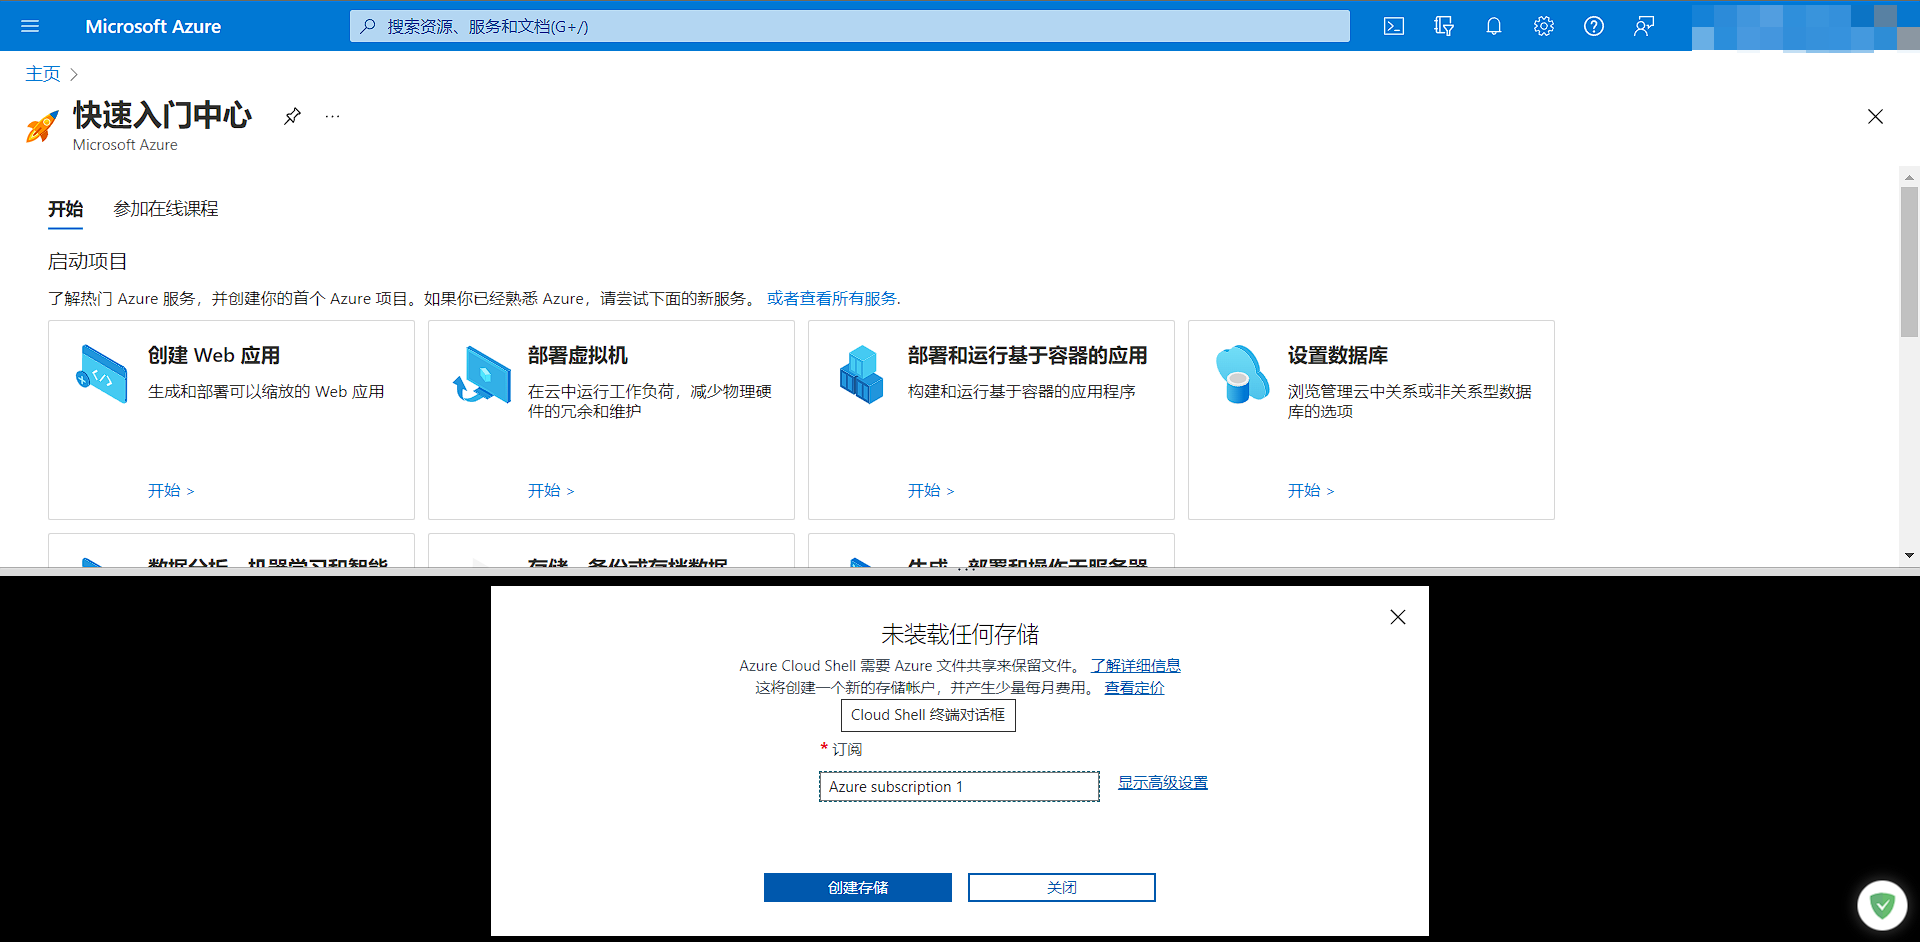 Microsoft Azure
搜索资源、服务和文档(G+/)
主页
快速入门中心
Microsoft Azure
开始 参加在线课程
启动项目
了解热门 Azure 服务，并创建你的首个 Azure 项目。如果你已经熟悉 Azure，请尝试下面的新服务。 或者查看所有服务.
创建 Web 应用
生成和部署可以缩放的 Web 应用
开始 >
部署虚拟机
在云中运行工作负荷，减少物理硬
件的冗余和维护
开始 >
部署和运行基于容器的应用
构建和运行基于容器的应用程序
开始 >
设置数据库
浏览管理云中关系或非关系型数据
库的选项
开始 >
数据分析、机器学习和智能
存储、备份或存档数据
生成、部署和操作无服务器
未装载任何存储
Azure Cloud Shell 需要 Azure 文件共享来保留文件。 了解详细信息
这将创建一个新的存储帐户，并产生少量每月费用。 查看定价
Cloud Shell 终端对话框
* 订阅
Azure subscription 1
显示高级设置
创建存储
关闭